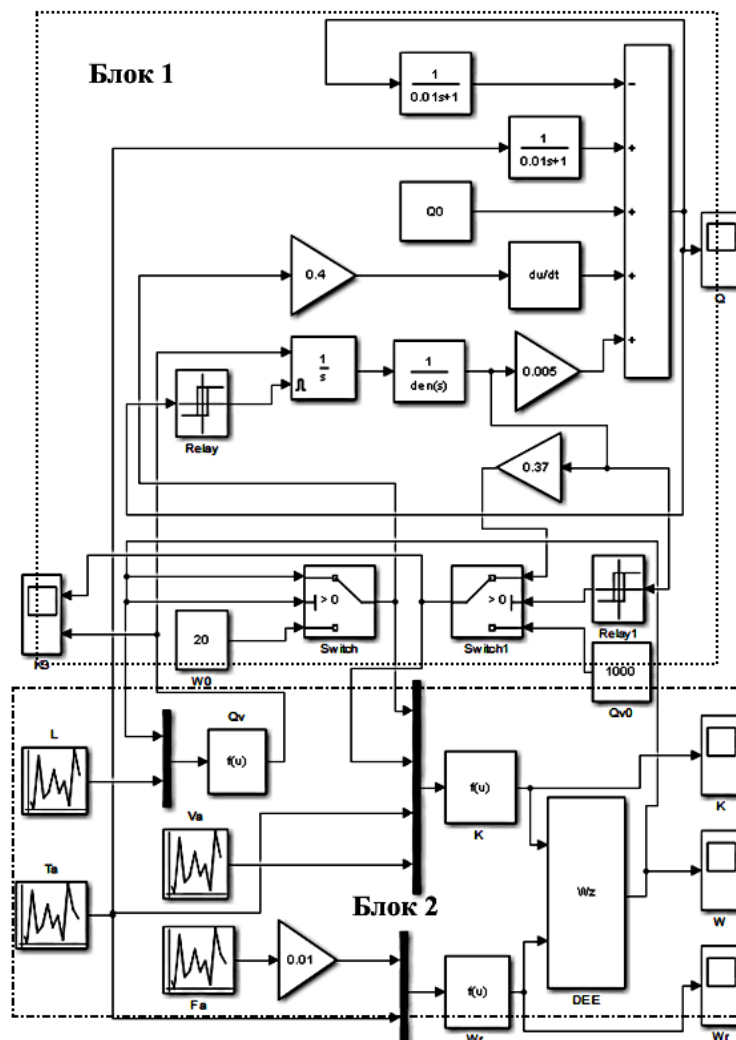 Блок 1
1
0.01s+1
−
1
0.01s+1
+
Q0
+
0.4
du/dt
+
Q
1
s
1
den(s)
0.005
+
Relay
0.37
> 0
> 0
20
Switch
Switch1
Relay1
W0
1000
Qv0
L
Qv
f(u)
Va
f(u)
K
K
Ta
Wz
W
Блок 2
0.01
f(u)
Fa
DEE
Wr
Wr